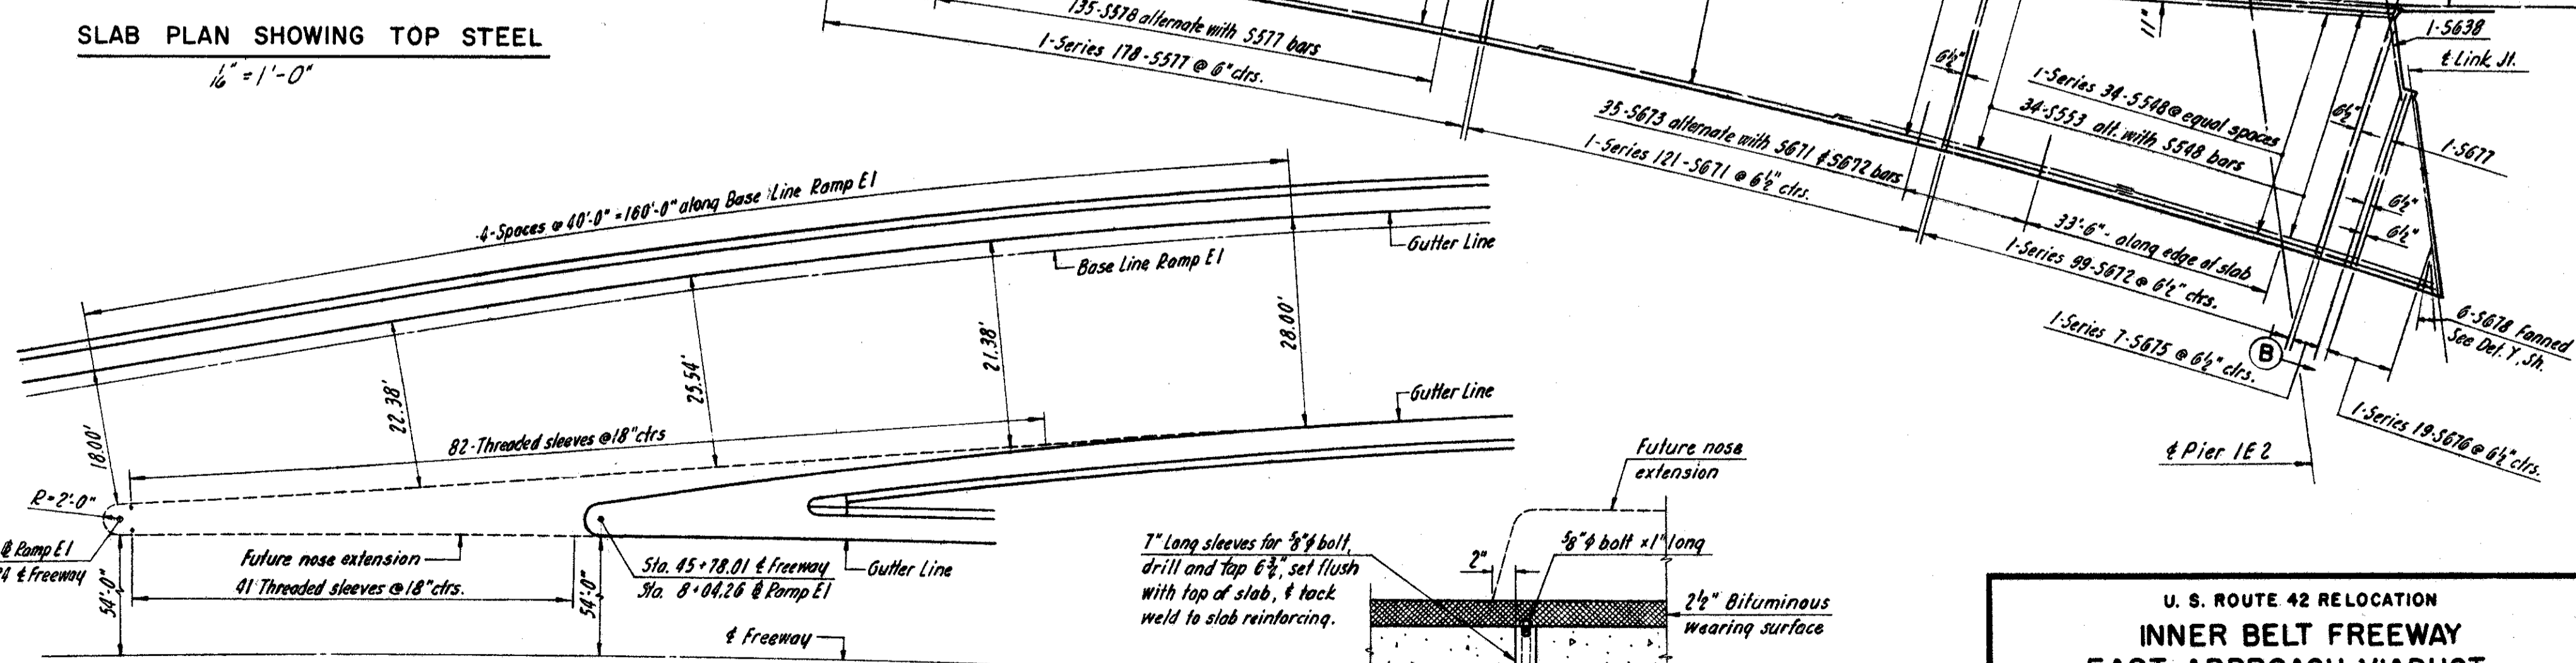 SLAB PLAN SHOWING TOP STEEL
1/16" = 1'-0"
135-S578 alternate with S577 bars
1-Series 178-S577 @ 6" ctrs.
6½"
11"
1-S638
℄ Link Jt.
1-Series 34-S548 @ equal spaces
34-S553 alt. with S548 bars
6½"
1-S677
35-S673 alternate with S671 & S672 bars
1-Series 121-S671 @ 6½" ctrs.
6½"
6½"
33'-6" - along edge of slab
1-Series 99-S672 @ 6½" ctrs.
1-Series 7-S675 @ 6½" ctrs.
B
6-S678 Fanned
See Det. Y, Sh.
1-Series 19-S676 @ 6½" ctrs.
℄ Pier 1E2
4-Spaces @ 40'-0" = 160'-0" along Base Line Ramp E1
Gutter Line
Base Line Ramp E1
18.00'
22.38'
25.54'
21.38'
28.00'
Gutter Line
82-Threaded sleeves @ 18" ctrs
R=2'-0"
Ramp E1
℄ Freeway
54'-0"
Future nose extension
41 Threaded sleeves @ 18" ctrs.
54'-0"
Sta. 45+78.01 ℄ Freeway
Sta. 8+04.26 Ramp E1
Gutter Line
℄ Freeway
Future nose
extension
7" Long sleeves for ⅝"φ bolt,
drill and tap 6¾", set flush
with top of slab, & tack
weld to slab reinforcing.
2"
⅝"φ bolt x 1" long
2½" Bituminous
wearing surface
U. S. ROUTE 42 RELOCATION
INNER BELT FREEWAY
EAST APPROACH VIADUCT